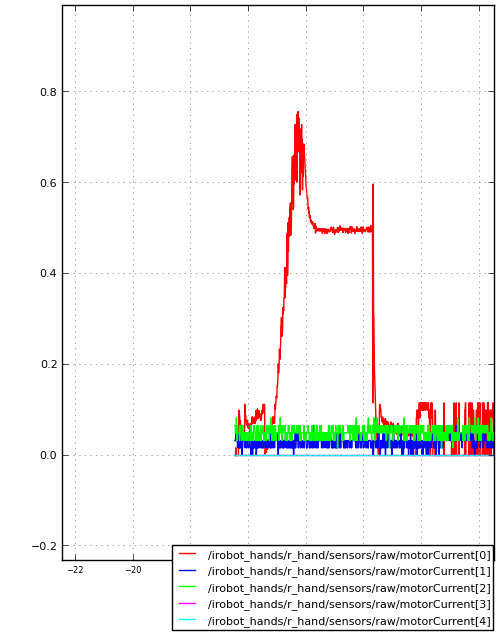 0.8
0.6
0.4
0.2
0.0
−0.2
−22
−20
/irobot_hands/r_hand/sensors/raw/motorCurrent[0]
/irobot_hands/r_hand/sensors/raw/motorCurrent[1]
/irobot_hands/r_hand/sensors/raw/motorCurrent[2]
/irobot_hands/r_hand/sensors/raw/motorCurrent[3]
/irobot_hands/r_hand/sensors/raw/motorCurrent[4]